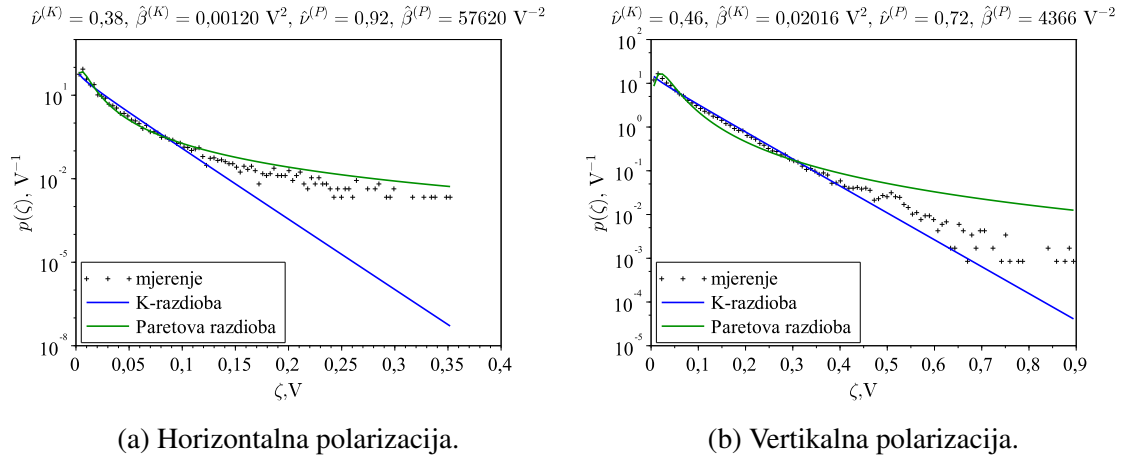 ν̂(K) = 0,38, β̂(K) = 0,00120 V², ν̂(P) = 0,92, β̂(P) = 57620 V⁻²
10¹
10⁻²
10⁻⁵
10⁻⁸
p(ζ), V⁻¹
mjerenje
K-razdioba
Paretova razdioba
0 0,05 0,1 0,15 0,2 0,25 0,3 0,35 0,4
ζ,V
(a) Horizontalna polarizacija.
ν̂(K) = 0,46, β̂(K) = 0,02016 V², ν̂(P) = 0,72, β̂(P) = 4366 V⁻²
10²
10¹
10⁰
10⁻¹
10⁻²
10⁻³
10⁻⁴
10⁻⁵
p(ζ), V⁻¹
mjerenje
K-razdioba
Paretova razdioba
0 0,1 0,2 0,3 0,4 0,5 0,6 0,7 0,8 0,9
ζ,V
(b) Vertikalna polarizacija.